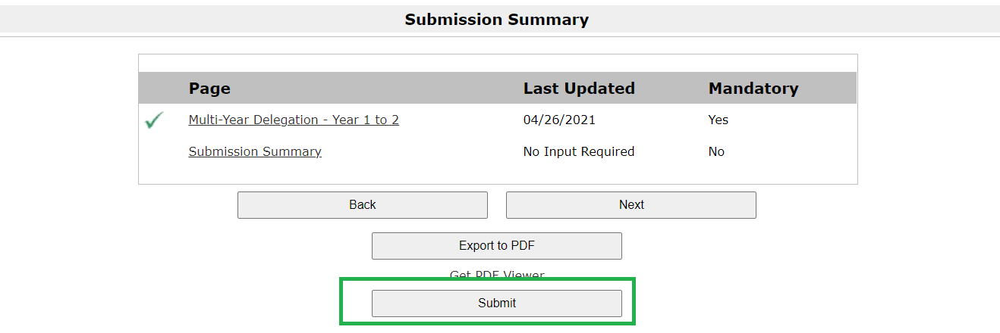 Submission Summary
Page Last Updated Mandatory
Multi-Year Delegation - Year 1 to 2 04/26/2021 Yes
Submission Summary No Input Required No
Back Next
Export to PDF
Get PDF Viewer
Submit